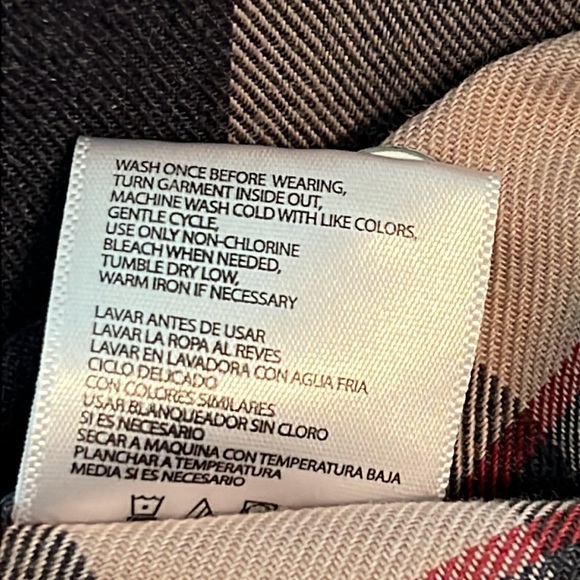 WASH ONCE BEFORE WEARING,
TURN GARMENT INSIDE OUT,
MACHINE WASH COLD WITH LIKE COLORS,
GENTLE CYCLE,
USE ONLY NON-CHLORINE
BLEACH WHEN NEEDED,
TUMBLE DRY LOW,
WARM IRON IF NECESSARY
LAVAR ANTES DE USAR
LAVAR LA ROPA AL REVES
LAVAR EN LAVADORA CON AGUA FRIA
CICLO DELICADO
CON COLORES SIMILARES
USAR BLANQUEADOR SIN CLORO
SI ES NECESARIO
SECAR A MAQUINA CON TEMPERATURA BAJA
PLANCHAR A TEMPERATURA
MEDIA SI ES NECESARIO